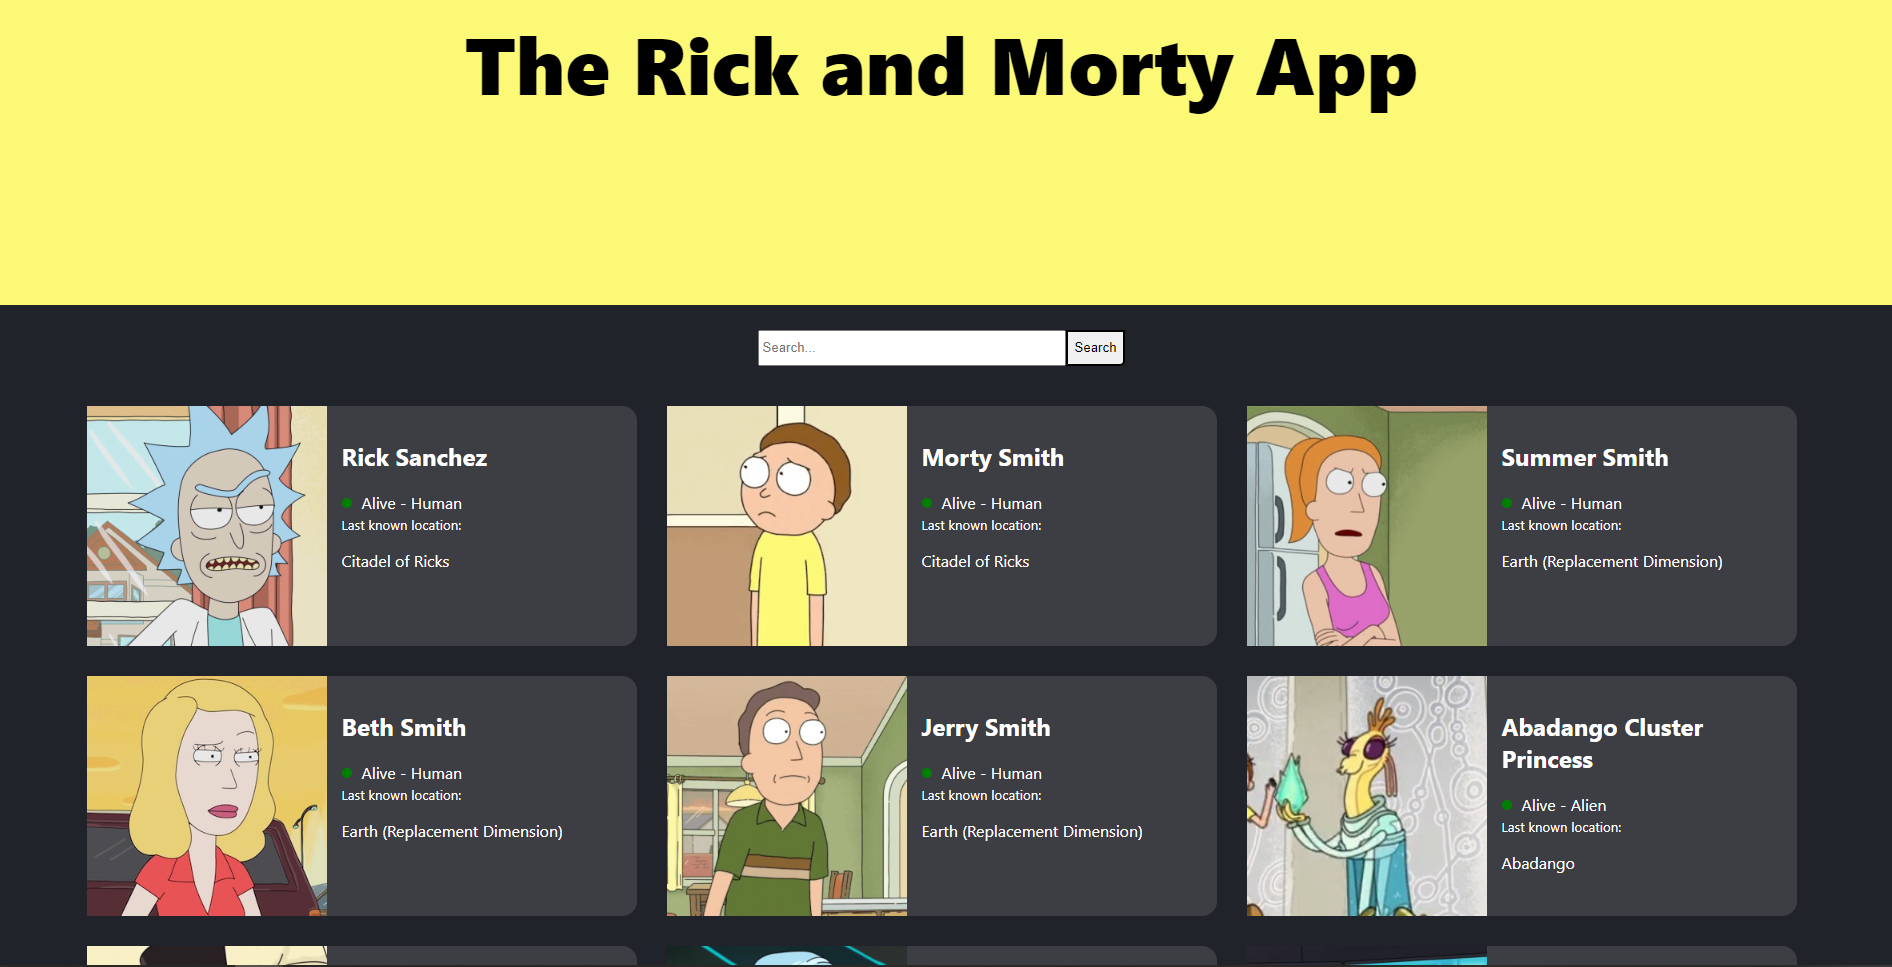 The Rick and Morty App
Search...
Search
Rick Sanchez
Alive - Human
Last known location:
Citadel of Ricks
Morty Smith
Alive - Human
Last known location:
Citadel of Ricks
Summer Smith
Alive - Human
Last known location:
Earth (Replacement Dimension)
Beth Smith
Alive - Human
Last known location:
Earth (Replacement Dimension)
Jerry Smith
Alive - Human
Last known location:
Earth (Replacement Dimension)
Abadango Cluster
Princess
Alive - Alien
Last known location:
Abadango